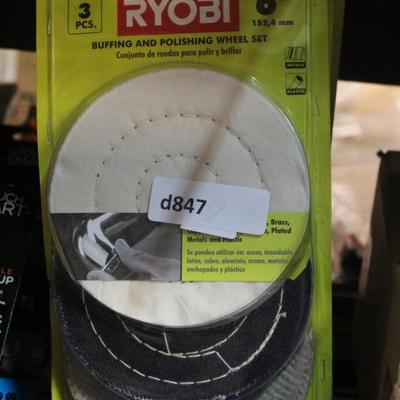 3
PCS.
RYOBI
6"
152,4 mm
BUFFING AND POLISHING WHEEL SET
Conjunto de ruedas para pulir y brillar
METALS
PLASTIC
d847
Brass,
Plated
Metals and Plastic
Se pueden utilizar en: acero, inoxidable
latón, cobre, aluminio, cromo, metales
enchapados y plástico
ART
UP